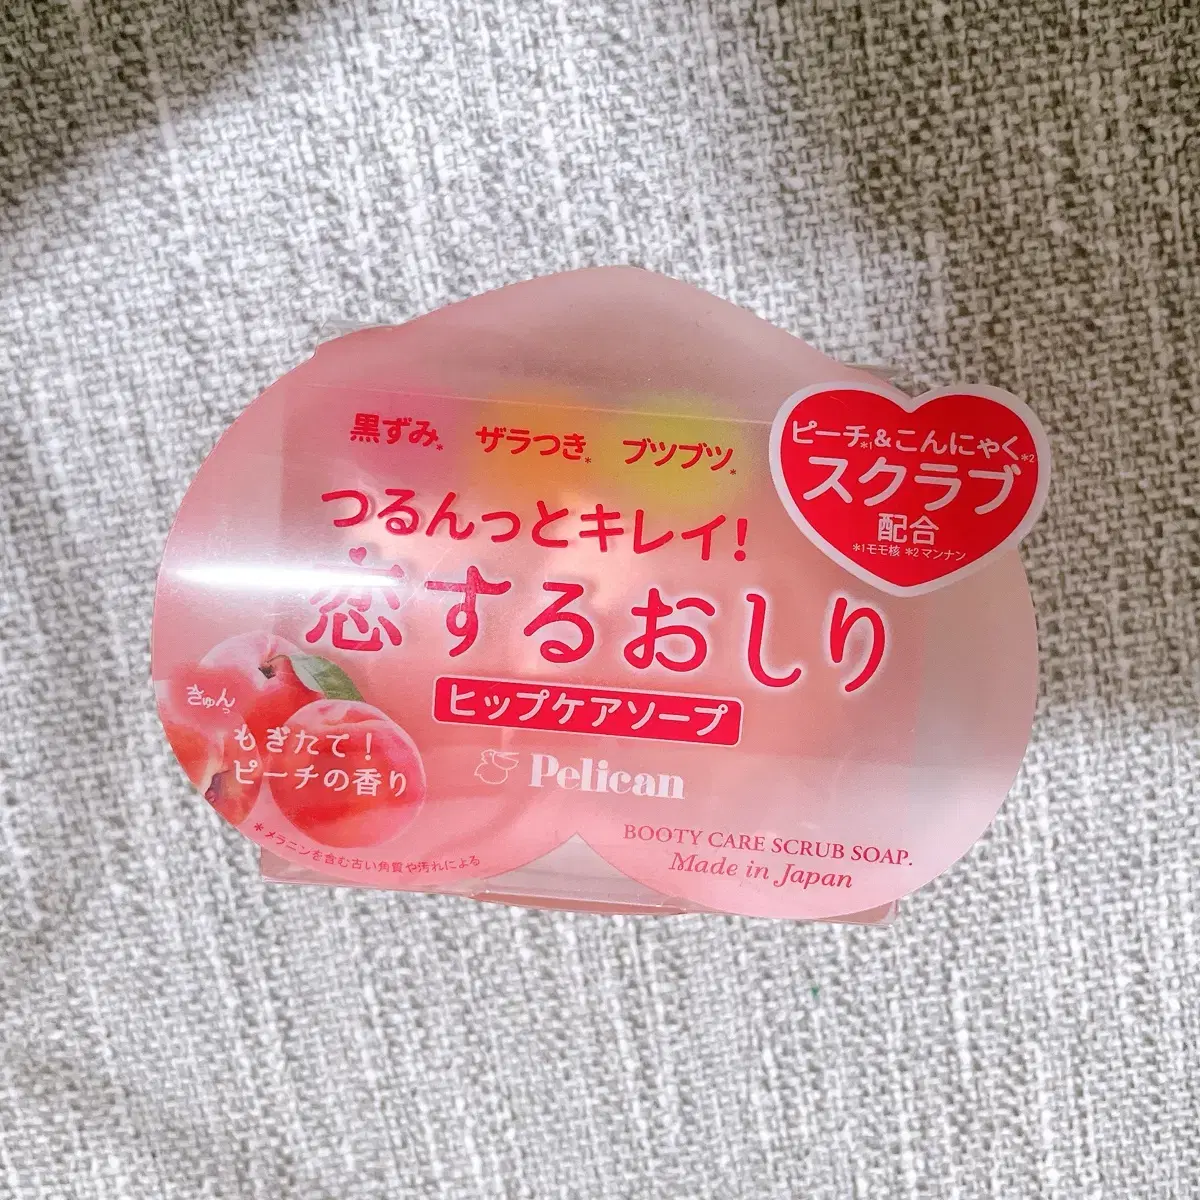 黒ずみ* ザラつき* ブツブツ*
つるんっとキレイ!
恋するおしり
ヒップケアソープ
Pelican
ピーチ*1&こんにゃく*2
スクラブ
配合
*1モモ核 *2マンナン
きゅんっ
もぎたて!
ピーチの香り
*メラニンを含む古い角質や汚れによる
BOOTY CARE SCRUB SOAP.
Made in Japan